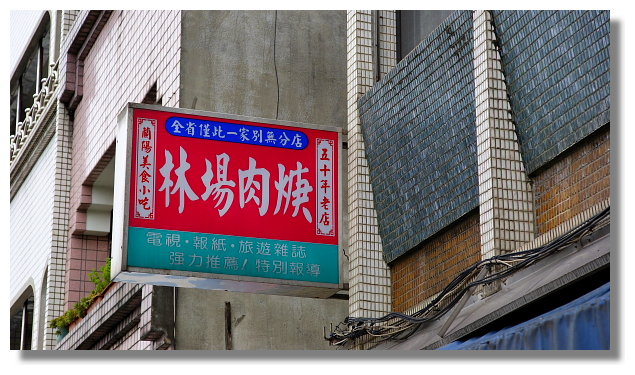 全省僅此一家別無分店
蘭陽美食小吃
林場肉焿
五十年老店
電視·報紙·旅遊雜誌
強力推薦!特別報導